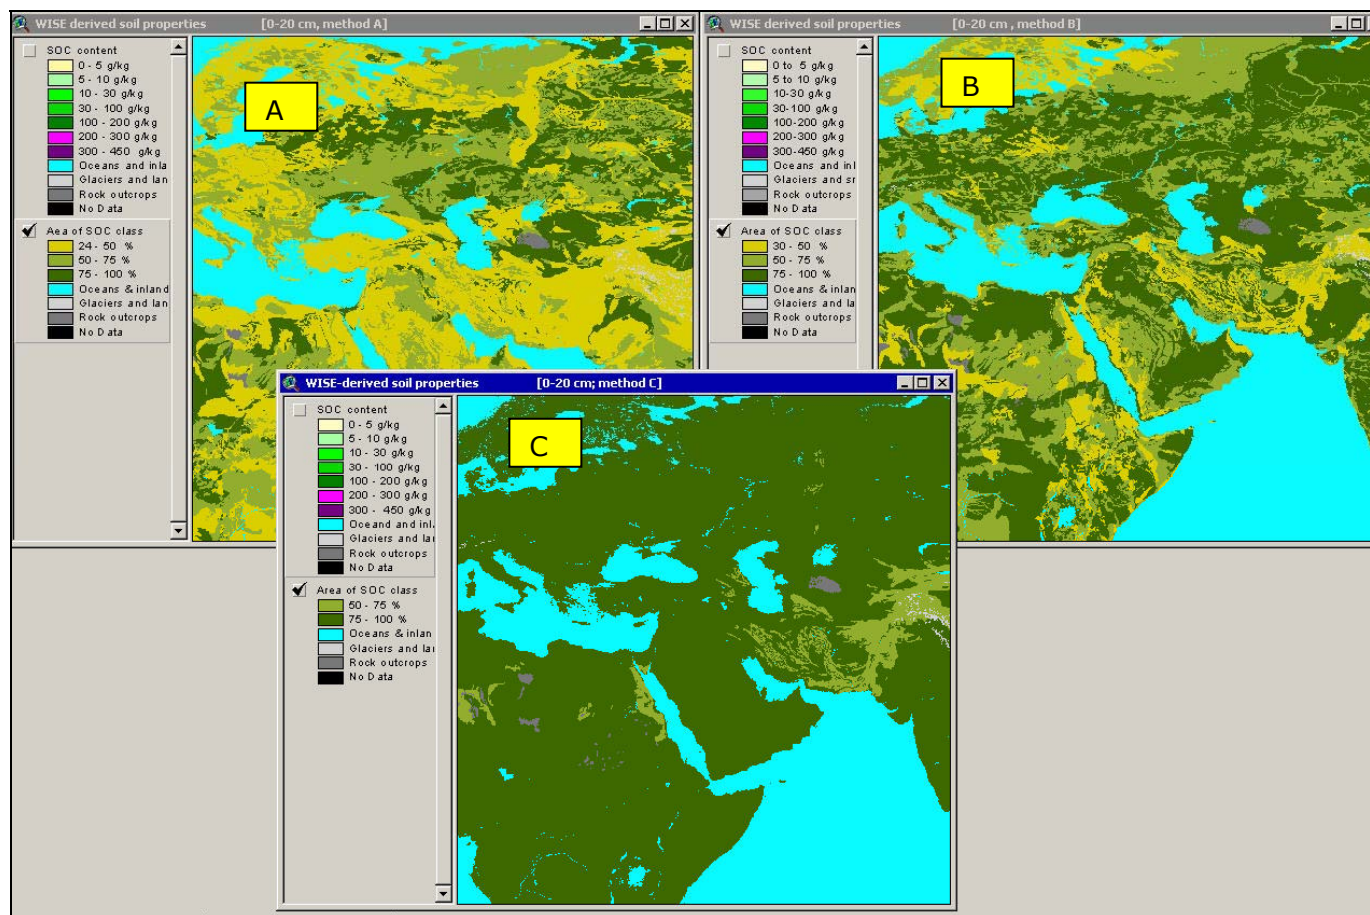 WISE derived soil properties [0-20 cm, method A]
SOC content
0 - 5 g/kg
5 - 10 g/kg
10 - 30 g/kg
30 - 100 g/kg
100 - 200 g/kg
200 - 300 g/kg
300 - 450 g/kg
Oceans and inla
Glaciers and lan
Rock outcrops
No Data
Aea of SOC class
24 - 50 %
50 - 75 %
75 - 100 %
Oceans & inland
Glaciers and lan
Rock outcrops
No Data
A
WISE derived soil properties [0-20 cm , method B]
SOC content
0 to 5 g/kg
5 to 10 g/kg
10-30 g/kg
30-100 g/kg
100-200 g/kg
200-300 g/kg
300-450 g/kg
Oceans and inl
Glaciers and sr
Rock outcrops
No Data
Area of SOC class
30 - 50 %
50 - 75 %
75 - 100 %
Oceans & inland
Glaciers and la
Rock outcrops
No Data
B
WISE-derived soil properties [0-20 cm; method C]
SOC content
0 - 5 g/kg
5 - 10 g/kg
10 - 30 g/kg
30 - 100 g/kg
100 - 200 g/kg
200 - 300 g/kg
300 - 450 g/kg
Oceand and inl.
Glaciers and lar
Rock outcrops
No Data
Area of SOC class
50 - 75 %
75 - 100 %
Oceans & inlan
Glaciers and lar
Rock outcrops
No Data
C